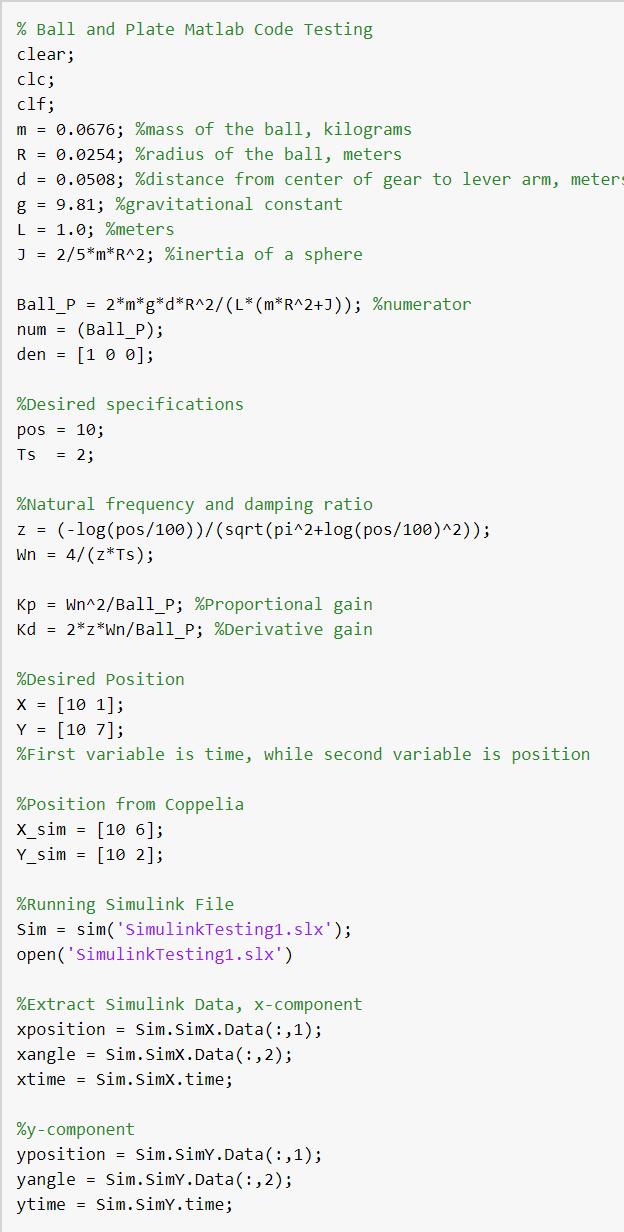 % Ball and Plate Matlab Code Testing
clear;
clc;
clf;
m = 0.0676; %mass of the ball, kilograms
R = 0.0254; %radius of the ball, meters
d = 0.0508; %distance from center of gear to lever arm, meters
g = 9.81; %gravitational constant
L = 1.0; %meters
J = 2/5*m*R^2; %inertia of a sphere
Ball_P = 2*m*g*d*R^2/(L*(m*R^2+J)); %numerator
num = (Ball_P);
den = [1 0 0];
%Desired specifications
pos = 10;
Ts  = 2;
%Natural frequency and damping ratio
z = (-log(pos/100))/(sqrt(pi^2+log(pos/100)^2));
Wn = 4/(z*Ts);
Kp = Wn^2/Ball_P; %Proportional gain
Kd = 2*z*Wn/Ball_P; %Derivative gain
%Desired Position
X = [10 1];
Y = [10 7];
%First variable is time, while second variable is position
%Position from Coppelia
X_sim = [10 6];
Y_sim = [10 2];
%Running Simulink File
Sim = sim('SimulinkTesting1.slx');
open('SimulinkTesting1.slx')
%Extract Simulink Data, x-component
xposition = Sim.SimX.Data(:,1);
xangle = Sim.SimX.Data(:,2);
xtime = Sim.SimX.time;
%y-component
yposition = Sim.SimY.Data(:,1);
yangle = Sim.SimY.Data(:,2);
ytime = Sim.SimY.time;